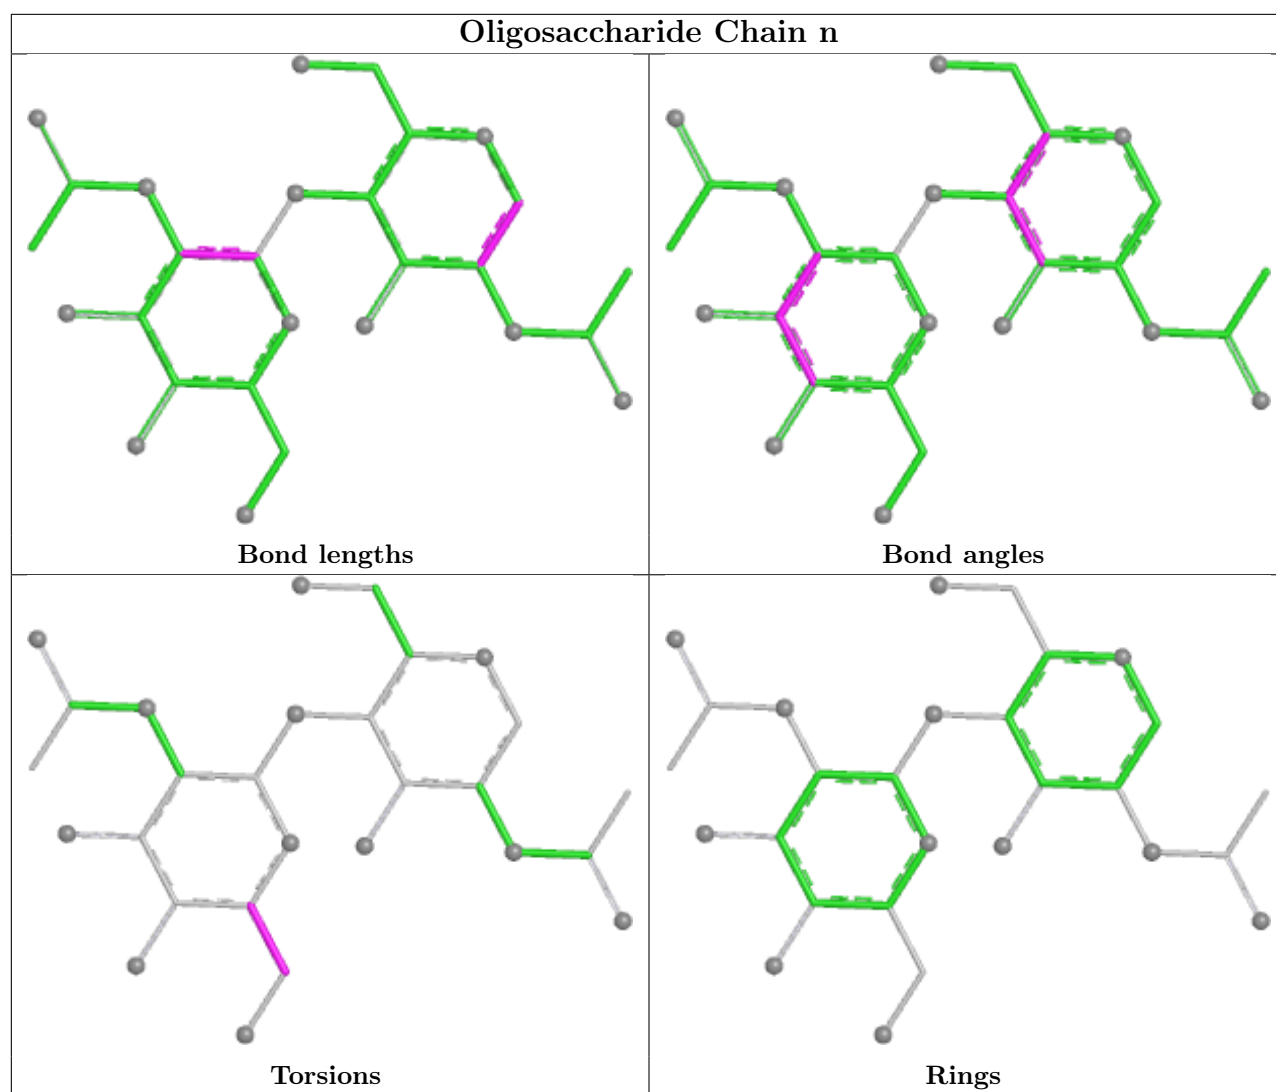 Oligosaccharide Chain n
Bond lengths
Bond angles
Torsions
Rings